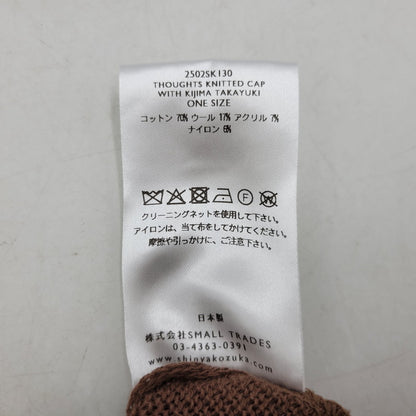 2502SK130
THOUGHTS KNITTED CAP
WITH KIJIMA TAKAYUKI
ONE SIZE
コットン 70% ウール 17% アクリル 7%
ナイロン 6%
クリーニングネットを使用して下さい。
アイロンは、当て布をしてかけてください。
摩擦や引っかけに、ご注意下さい。
日本製
株式会社SMALL TRADES
03-4363-0391
www.shinyakozuka.com